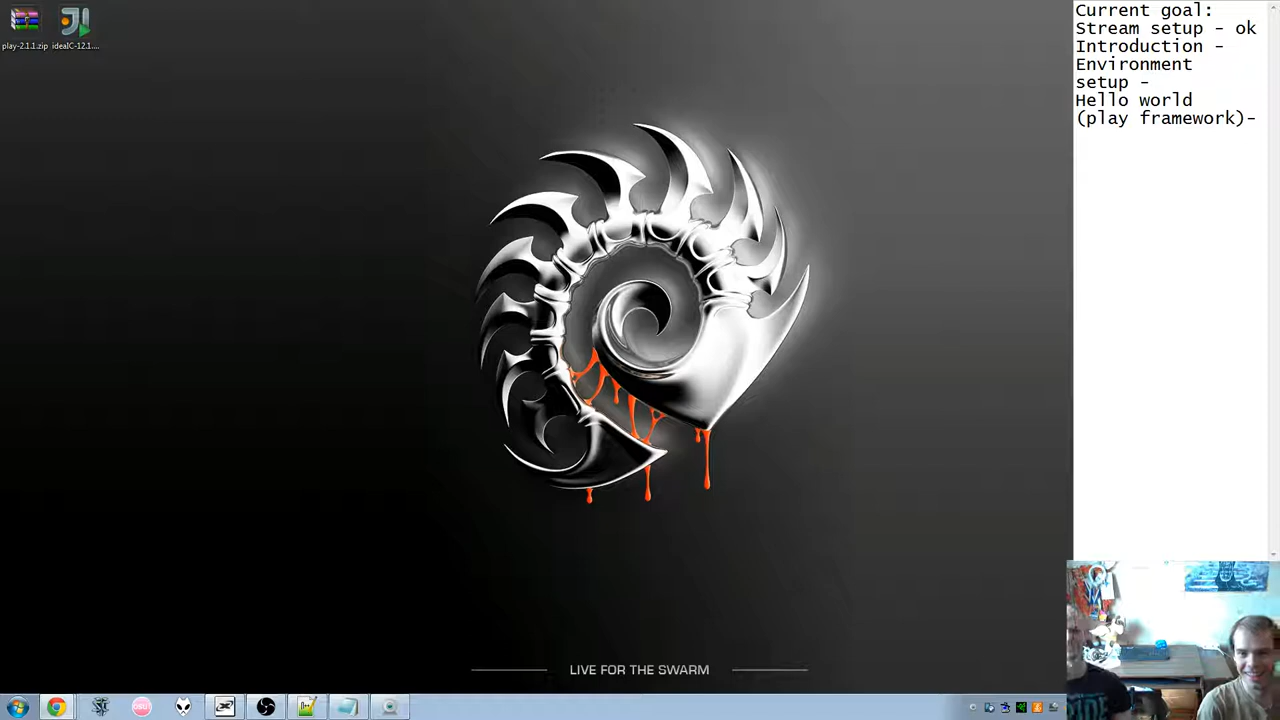 Current goal:
Stream setup - ok
Introduction -
Environment
setup -
Hello world
(play framework)-
play-2.1.1.zip
ideaIC-12.1....
LIVE FOR THE SWARM